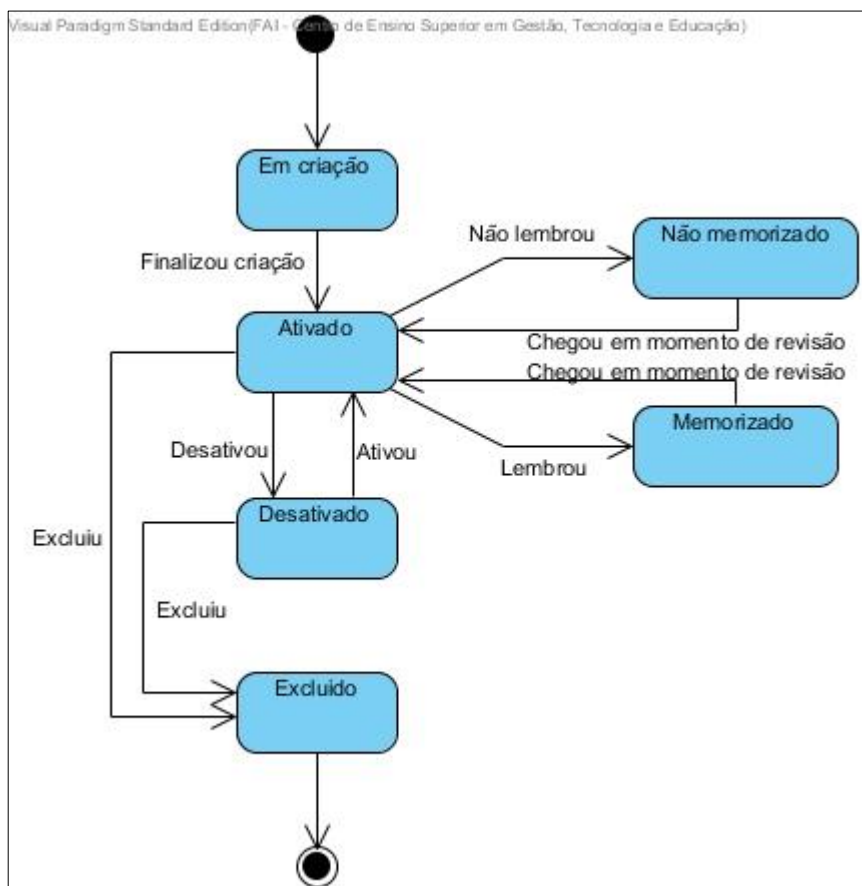 Visual Paradigm Standard Edition(FAI - Centro de Ensino Superior em Gestão, Tecnologia e Educação)
Em criação
Finalizou criação
Não lembrou
Não memorizado
Ativado
Chegou em momento de revisão
Chegou em momento de revisão
Memorizado
Desativou
Ativou
Lembrou
Desativado
Excluiu
Excluiu
Excluido